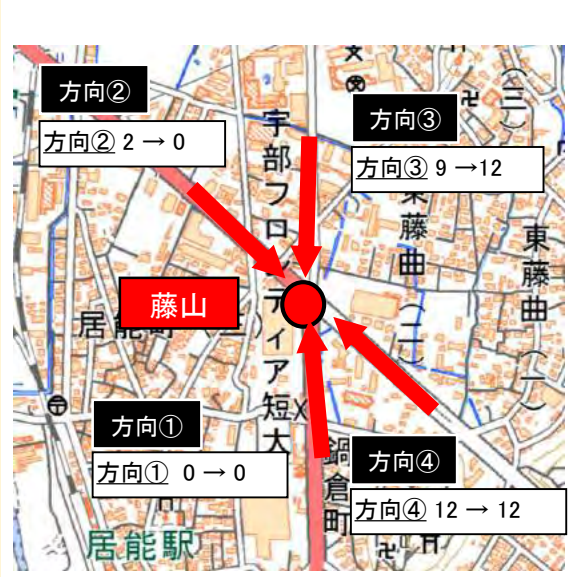 方向②
方向② 2 → 0
方向③
方向③ 9 →12
宇部フロンティア短大
東藤曲(二)
東藤曲(一)
(三)
藤山
居能町
方向①
方向① 0 → 0
鍋倉町
方向④
方向④ 12 → 12
居能駅